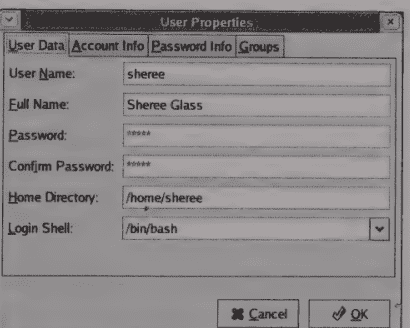 User Properties
User Data Account Info Password Info Groups
User Name: sheree
Full Name: Sheree Glass
Password: *****
Confirm Password: *****
Home Directory: /home/sheree
Login Shell: /bin/bash
Cancel OK